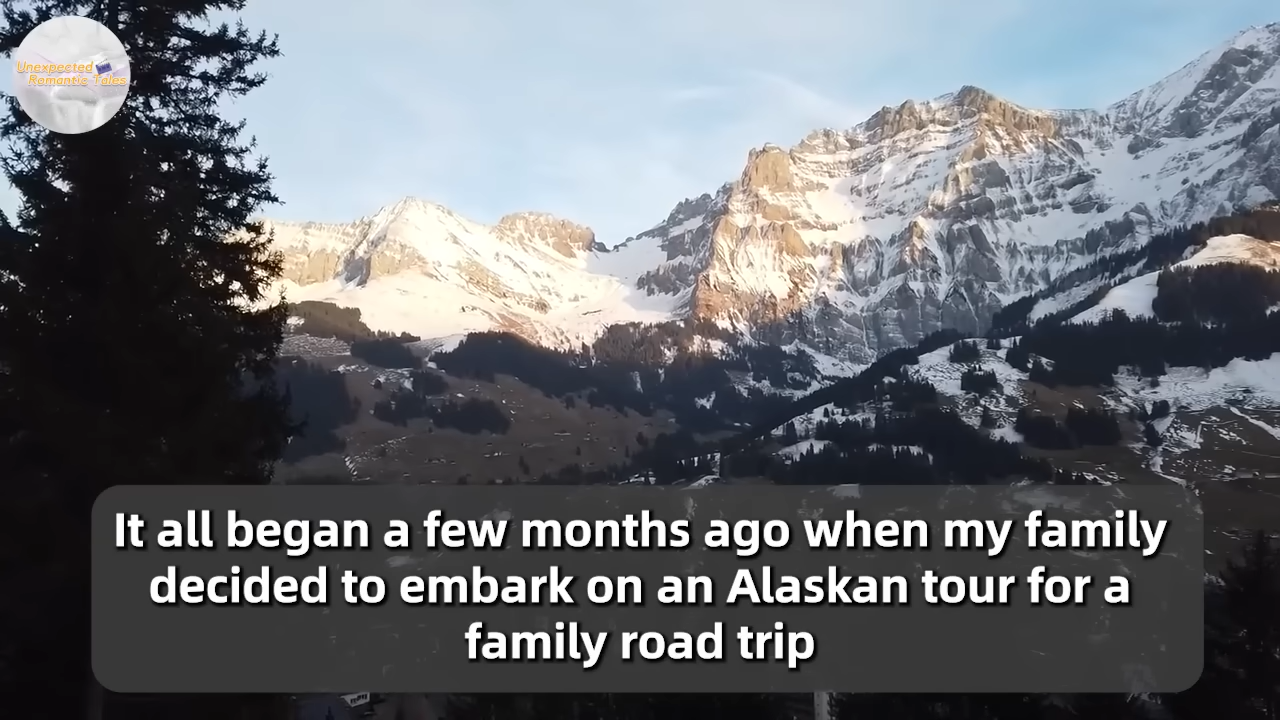 Unexpected
Romantic Tales
It all began a few months ago when my family
decided to embark on an Alaskan tour for a
family road trip